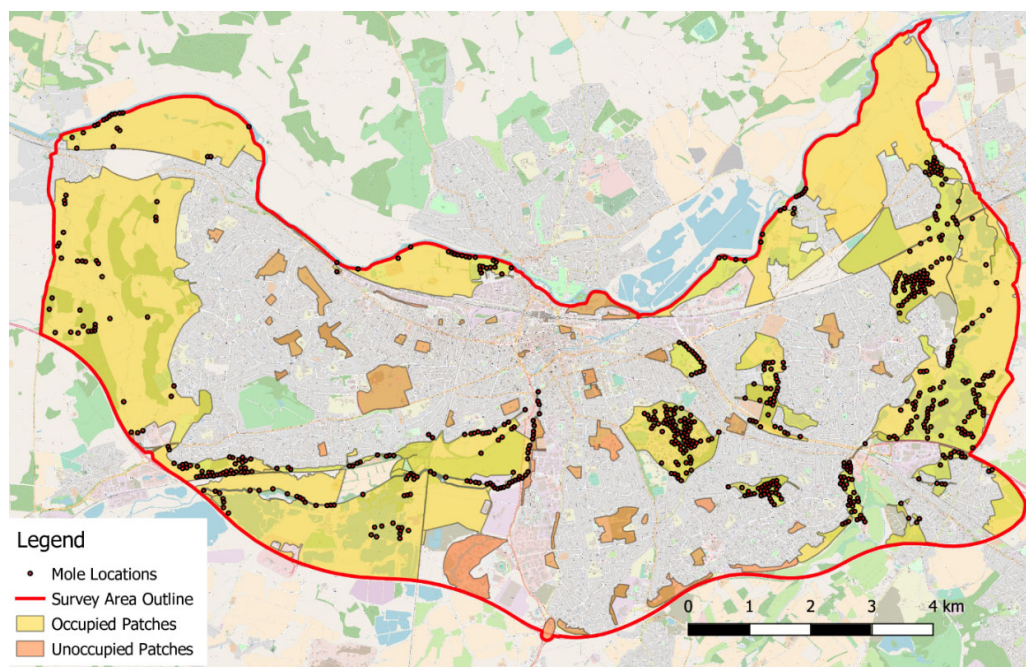 Legend
Mole Locations
Survey Area Outline
Occupied Patches
Unoccupied Patches
0 1 2 3 4 km